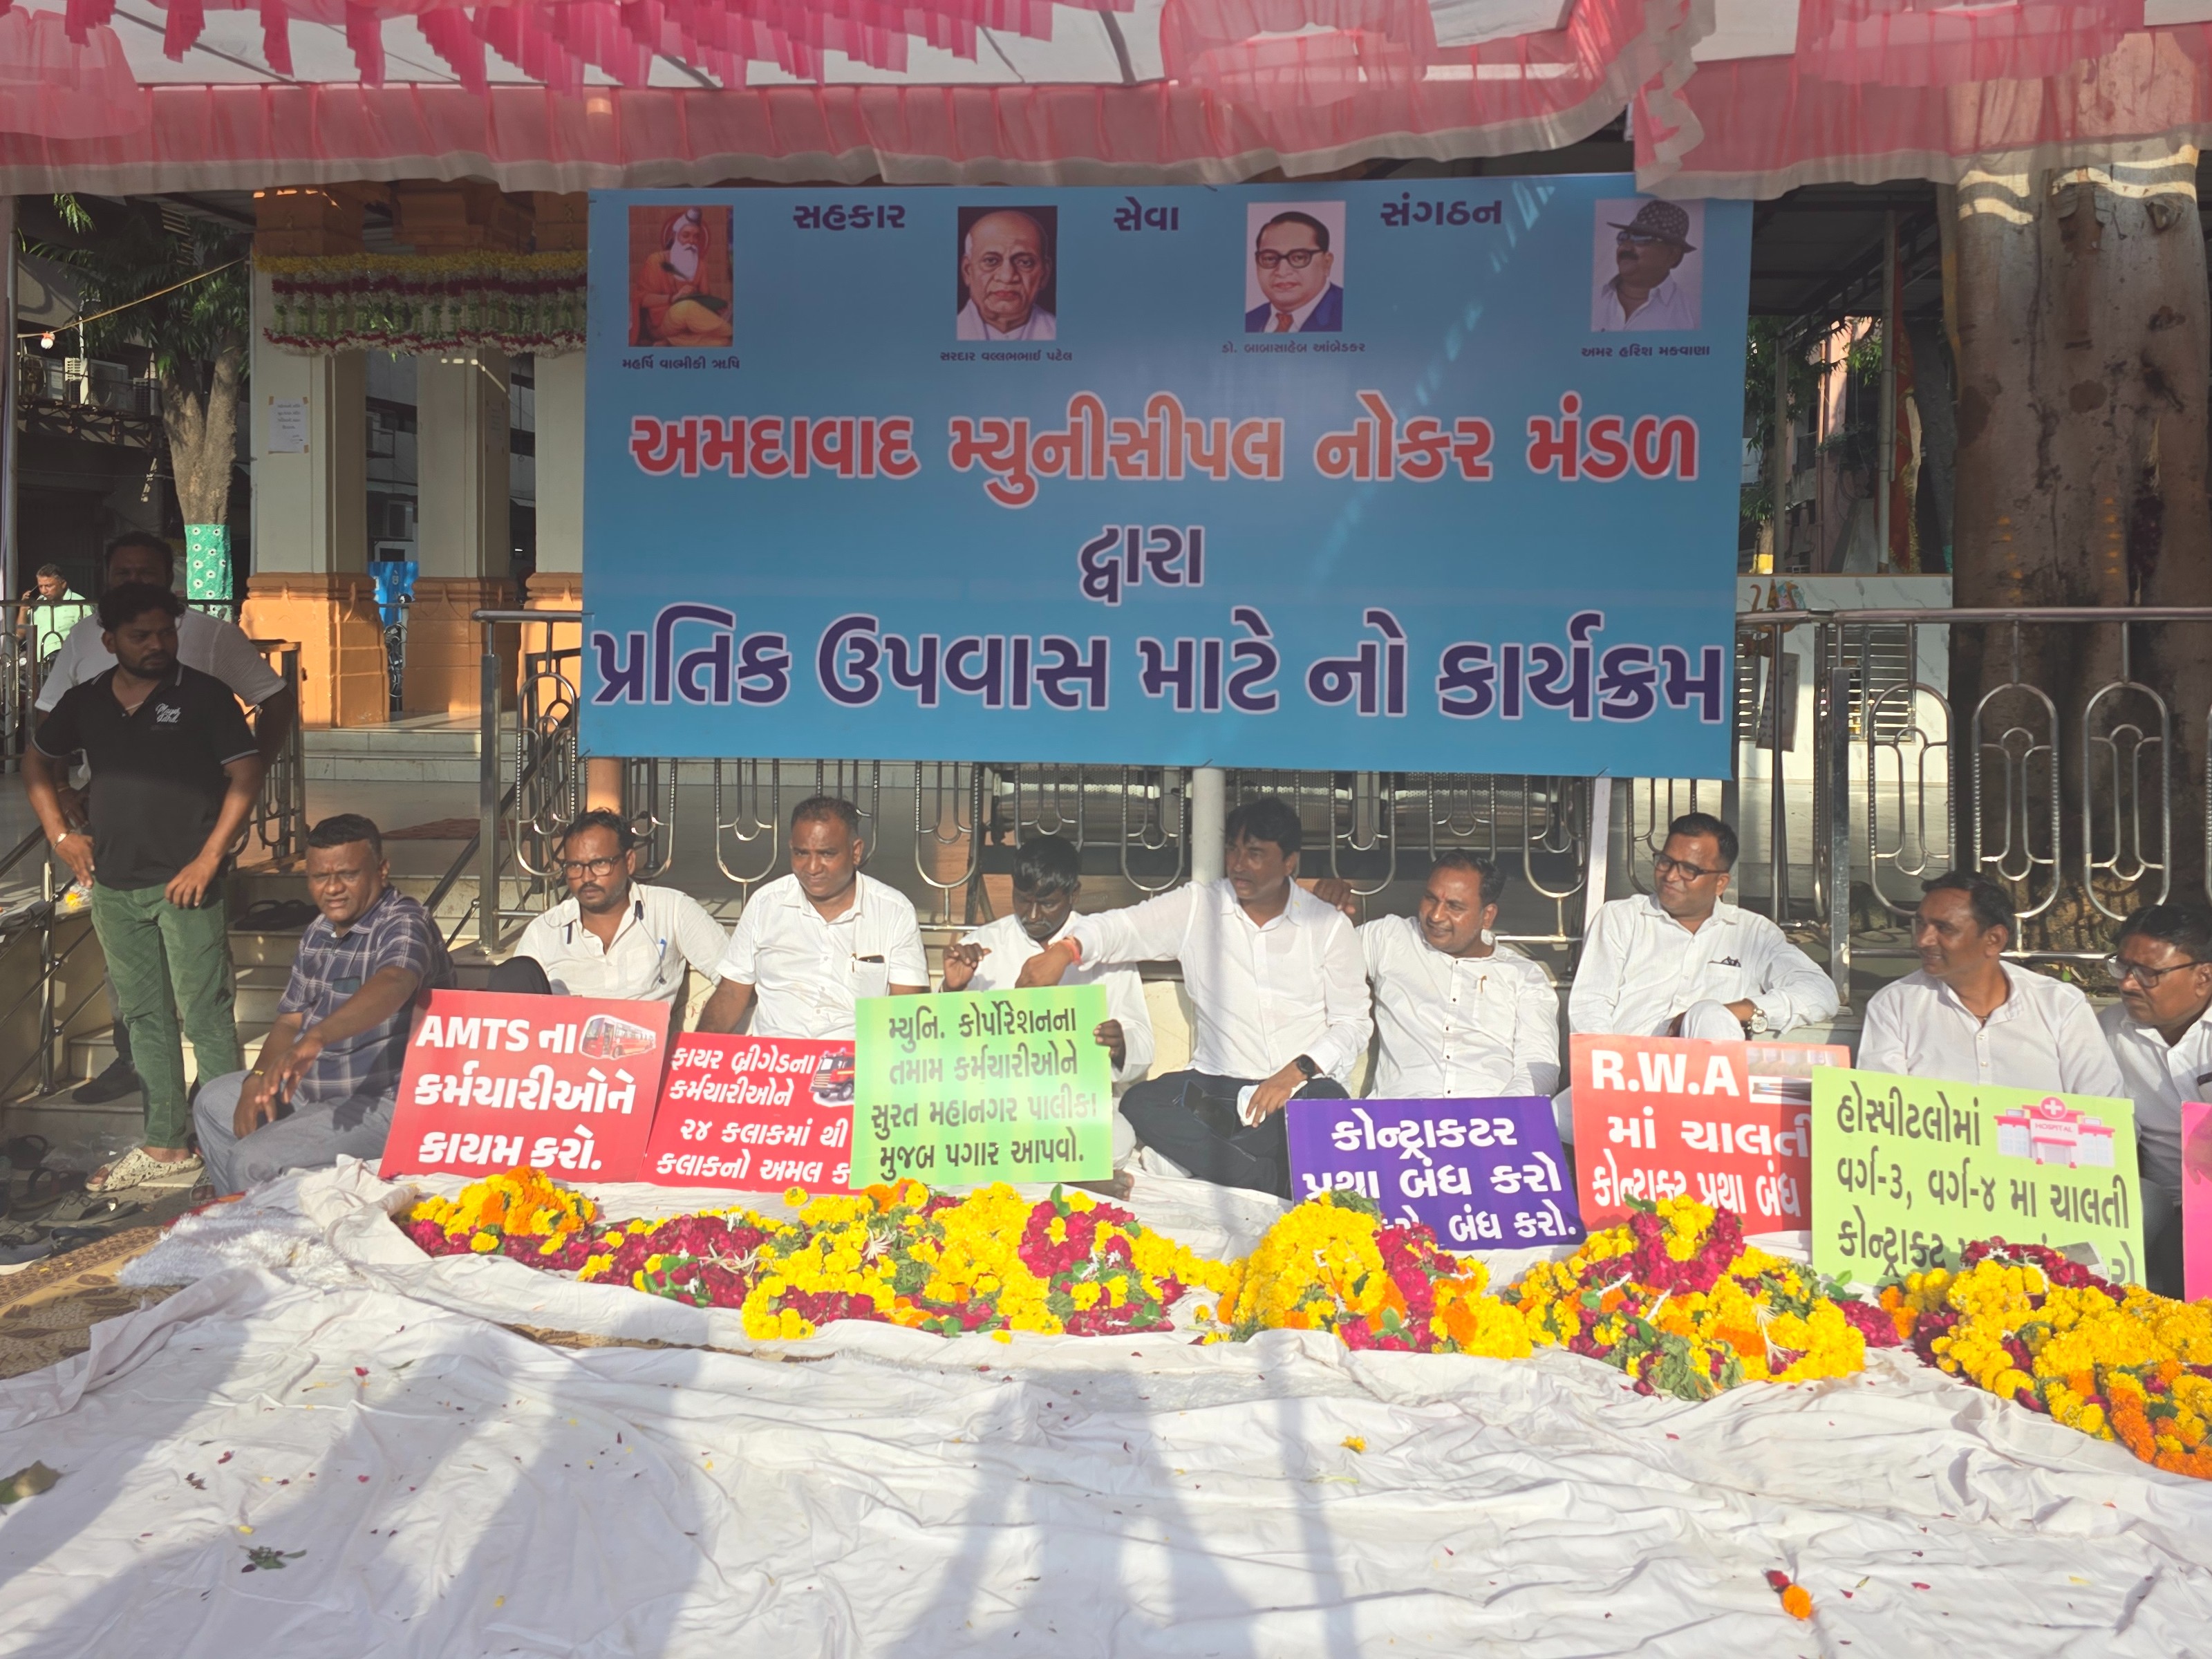 સહકાર સેવા સંગઠન
મહર્ષિ વાલ્મીકી ઋષિ
સરદાર વલ્લભભાઈ પટેલ
ડો. બાબાસાહેબ આંબેડકર
અમર હરિશ મકવાણા
અમદાવાદ મ્યુનીસીપલ નોકર મંડળ
દ્વારા
પ્રતિક ઉપવાસ માટે નો કાર્યક્રમ
AMTS ના
કર્મચારીઓને
કાયમ કરો.
ફાયર બ્રીગેડના
કર્મચારીઓને
૨૪ કલાકમાં થી
કલાકનો અમલ
મ્યુનિ. કોર્પોરેશનના
તમામ કર્મચારીઓને
સુરત મહાનગર પાલીકા
મુજબ પગાર આપવો.
કોન્ટ્રાકટર
પ્રથા બંધ કરો
બંધ કરો.
R.W.A
માં ચાલતી
કોન્ટ્રાક્ટ પ્રથા બંધ
હોસ્પીટલોમાં
HOSPITAL
વર્ગ-૩, વર્ગ-૪ મા ચાલતી
કોન્ટ્રાક્ટ